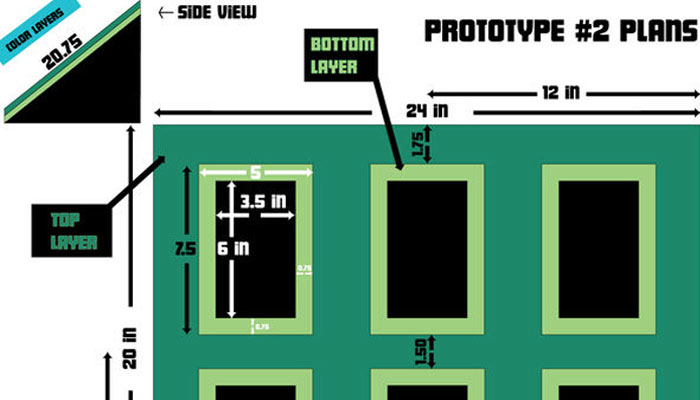 COLOR LAYERS
20.75
← SIDE VIEW
PROTOTYPE #2 PLANS
BOTTOM
LAYER
12 in
24 in
1.75
TOP
LAYER
5
3.5 in
7.5
6 in
0.75
0.75
20 in
1.50